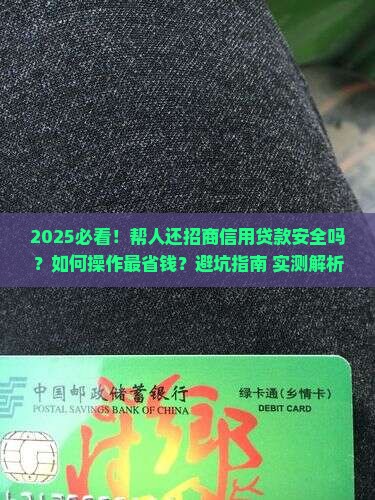 2025必看！帮人还招商信用贷款安全吗
？如何操作最省钱？避坑指南 实测解析
中国邮政储蓄银行
POSTAL SAVINGS BANK OF CHINA
绿卡通(乡情卡)
DEBIT CARD
鄉